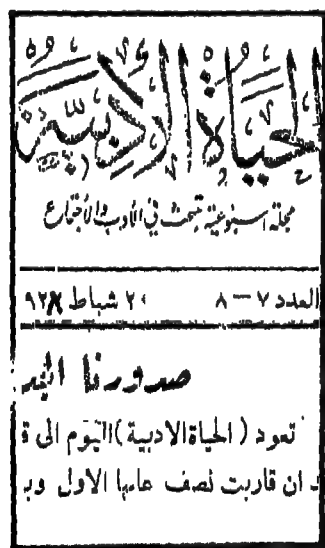 الحياة الأدبية
مجلة اسبوعية تبحث في الأدب والاجتماع
العدد ٧ — ٨ ٢٠ شباط ٩٢٨
صدورنا
تعود ( الحياة الادبية ) اليوم الى
ان قاربت نصف عامها الاول